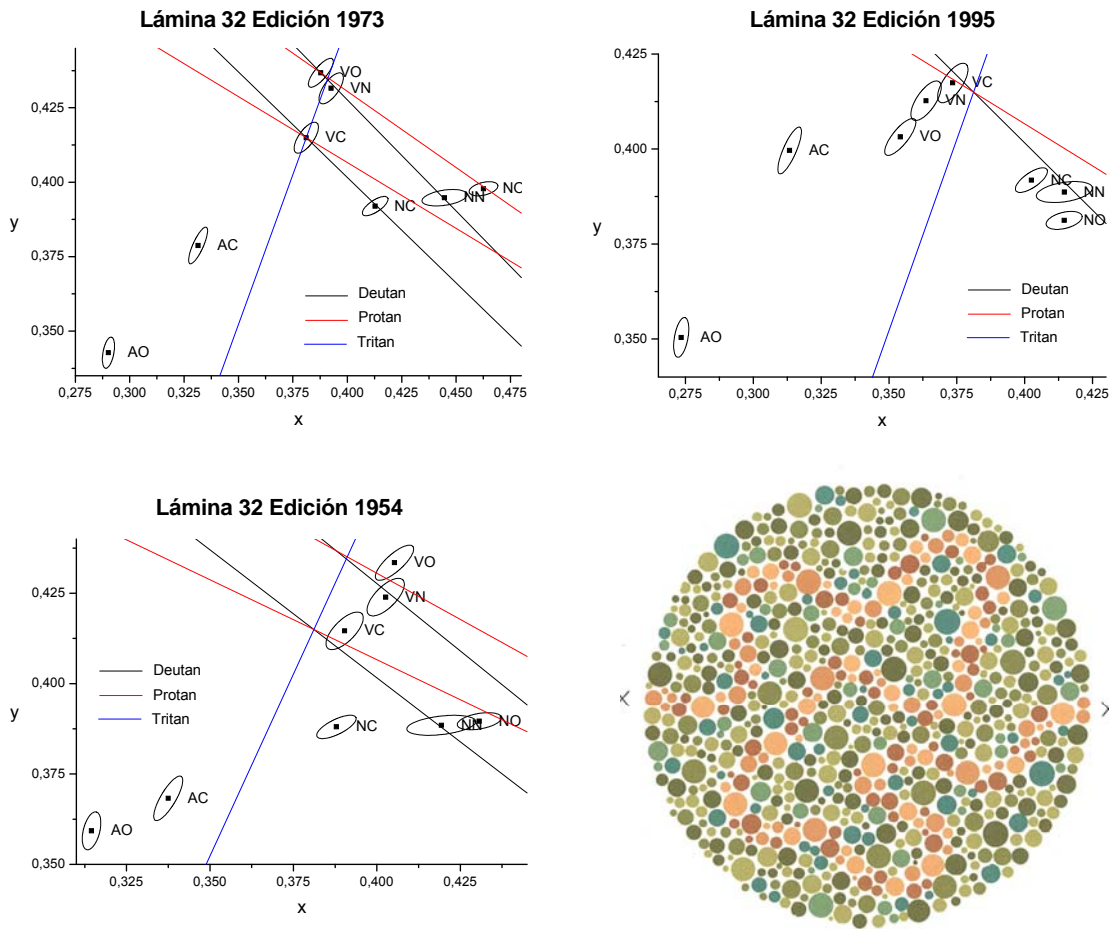 Lámina 32 Edición 1973
0,425
0,400
0,375
0,350
y
VO
VN
VC
NO
NN
NC
AC
AO
Deutan
Protan
Tritan
0,275 0,300 0,325 0,350 0,375 0,400 0,425 0,450 0,475
x
Lámina 32 Edición 1995
0,425
0,400
0,375
0,350
y
VC
VN
VO
AC
NC
NN
NO
AO
Deutan
Protan
Tritan
0,275 0,300 0,325 0,350 0,375 0,400 0,425
x
Lámina 32 Edición 1954
0,425
0,400
0,375
0,350
y
VO
VN
VC
NC
NN
NO
AC
AO
Deutan
Protan
Tritan
0,325 0,350 0,375 0,400 0,425
x